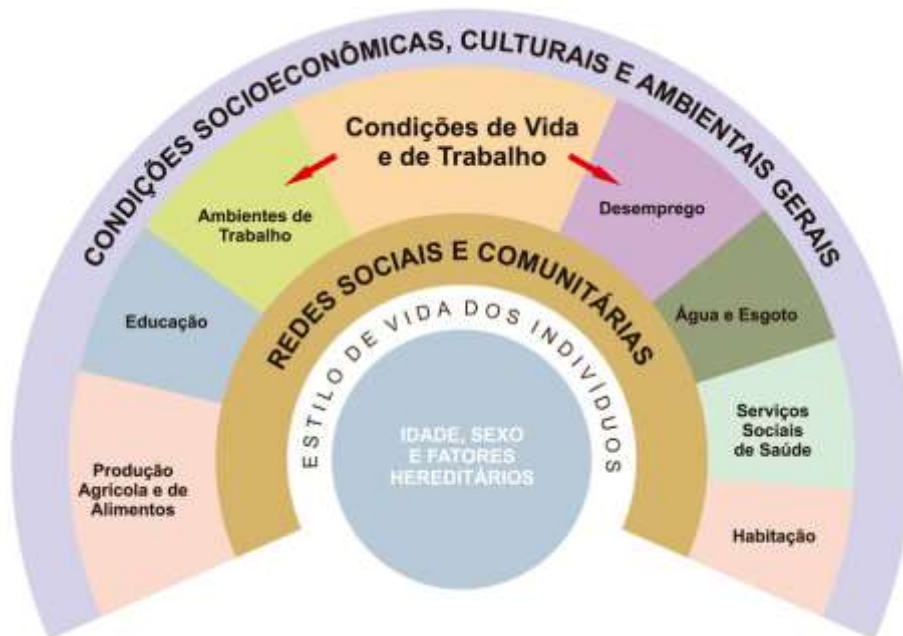 CONDIÇÕES SOCIOECONÔMICAS, CULTURAIS E AMBIENTAIS GERAIS
Condições de Vida
e de Trabalho
Ambientes de
Trabalho
Desemprego
Educação
Água e Esgoto
Produção
Agrícola e de
Alimentos
Serviços
Sociais
de Saúde
Habitação
REDES SOCIAIS E COMUNITÁRIAS
ESTILO DE VIDA DOS INDIVÍDUOS
IDADE, SEXO
E FATORES
HEREDITÁRIOS